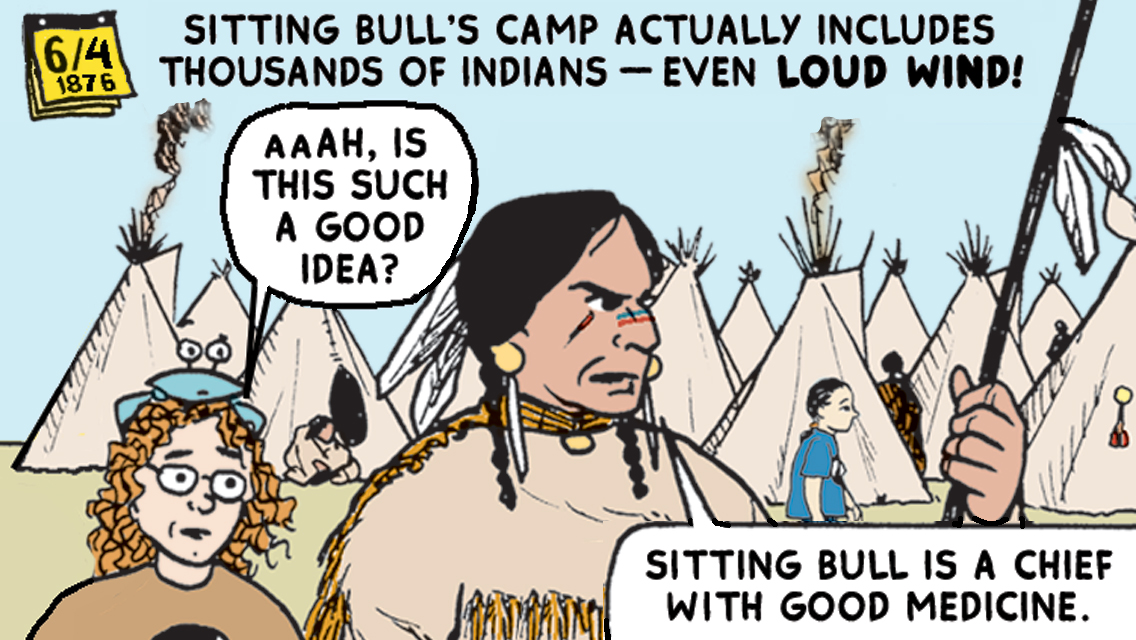 6/4
1876
SITTING BULL'S CAMP ACTUALLY INCLUDES
THOUSANDS OF INDIANS — EVEN LOUD WIND!
AAAH, IS
THIS SUCH
A GOOD
IDEA?
SITTING BULL IS A CHIEF
WITH GOOD MEDICINE.